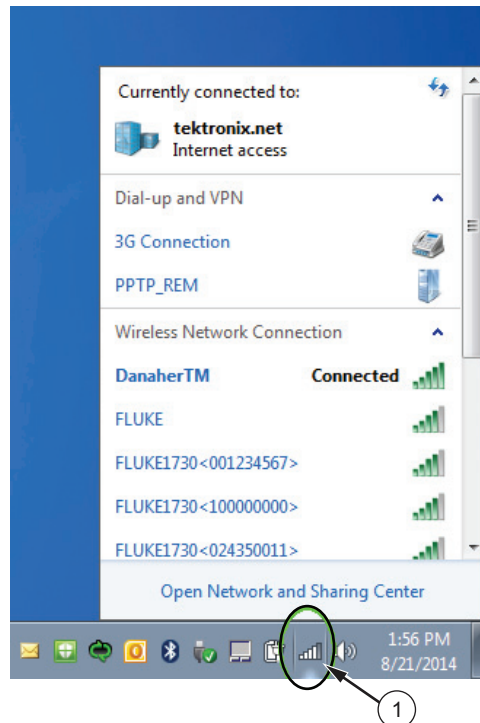 Currently connected to:
tektronix.net
Internet access
Dial-up and VPN
3G Connection
PPTP_REM
Wireless Network Connection
DanaherTM Connected
FLUKE
FLUKE1730<001234567>
FLUKE1730<100000000>
FLUKE1730<024350011>
Open Network and Sharing Center
1:56 PM
8/21/2014
1